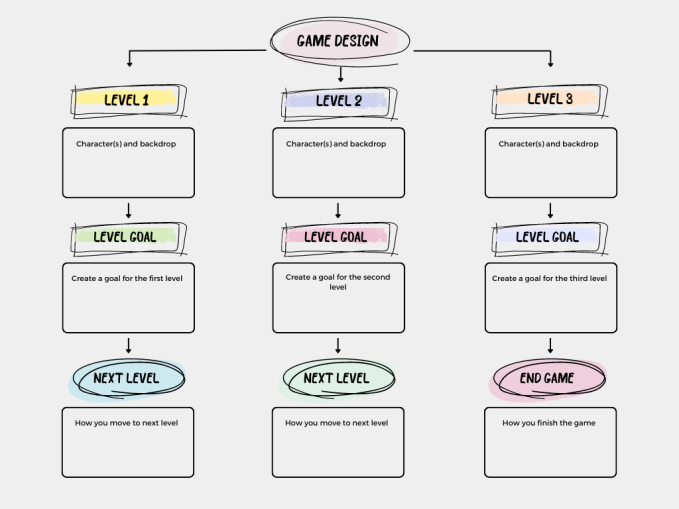 GAME DESIGN
LEVEL 1
LEVEL 2
LEVEL 3
Character(s) and backdrop
Character(s) and backdrop
Character(s) and backdrop
LEVEL GOAL
LEVEL GOAL
LEVEL GOAL
Create a goal for the first level
Create a goal for the second
level
Create a goal for the third level
NEXT LEVEL
NEXT LEVEL
END GAME
How you move to next level
How you move to next level
How you finish the game